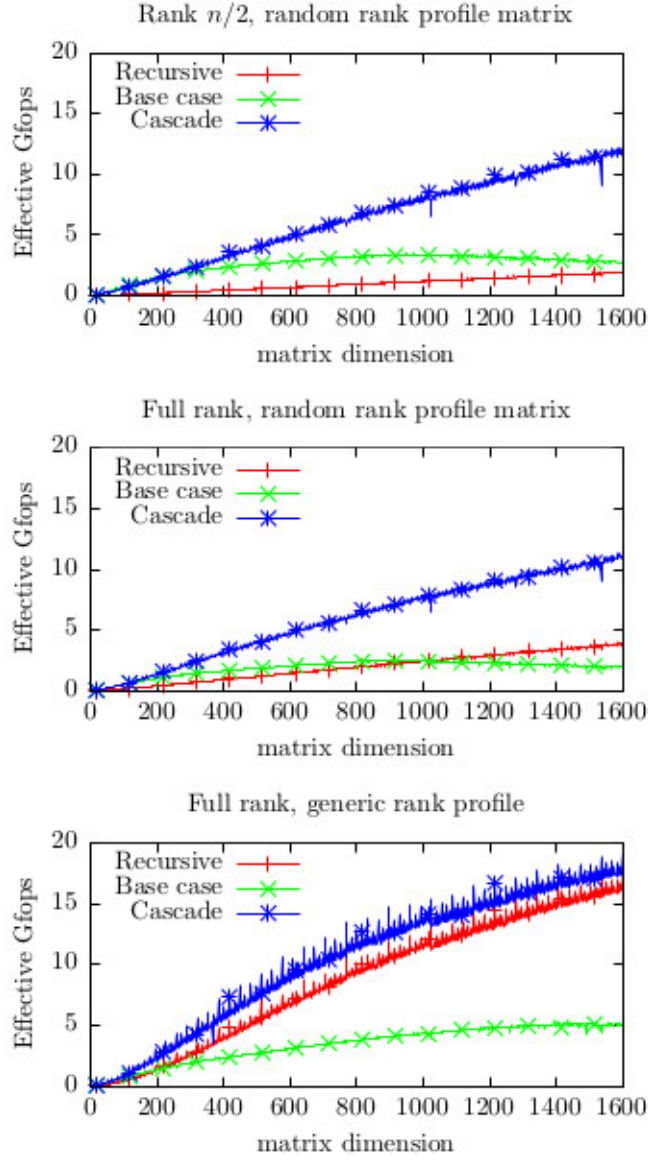 Rank n/2, random rank profile matrix
Effective Gfops
20
15
10
5
0
Recursive
Base case
Cascade
0 200 400 600 800 1000 1200 1400 1600
matrix dimension
Full rank, random rank profile matrix
Effective Gfops
20
15
10
5
0
Recursive
Base case
Cascade
0 200 400 600 800 1000 1200 1400 1600
matrix dimension
Full rank, generic rank profile
Effective Gfops
20
15
10
5
0
Recursive
Base case
Cascade
0 200 400 600 800 1000 1200 1400 1600
matrix dimension